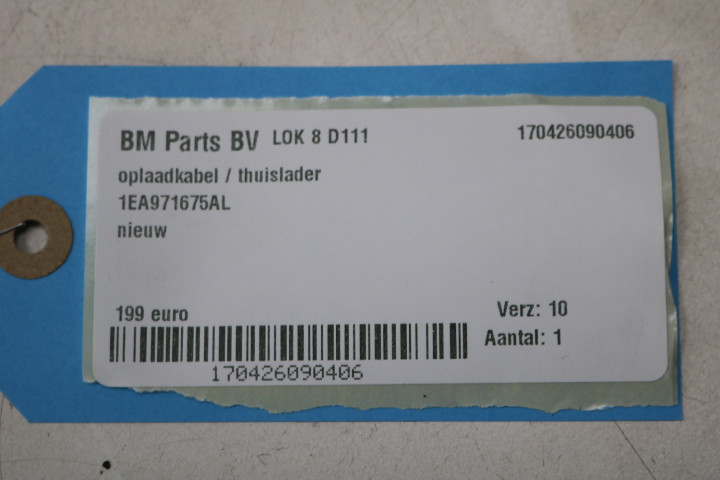 BM Parts BV LOK 8 D111 170426090406
oplaadkabel / thuislader
1EA971675AL
nieuw
199 euro Verz: 10
Aantal: 1
170426090406